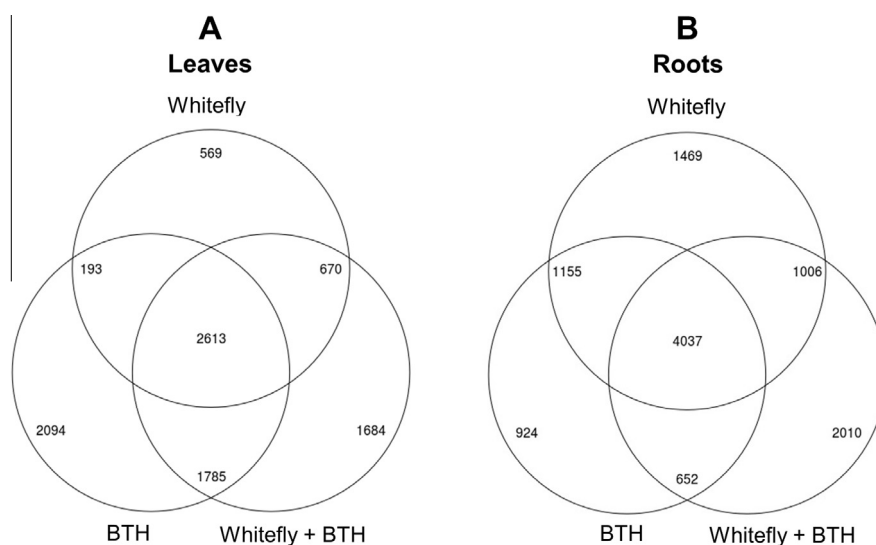 A
Leaves
Whitefly
569
193
670
2613
2094
1684
1785
BTH
Whitefly + BTH
B
Roots
Whitefly
1469
1155
1006
4037
924
2010
652
BTH
Whitefly + BTH